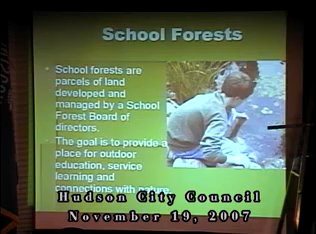 School Forests
• School forests are
parcels of land
developed and
managed by a School
Forest Board of
directors.
• The goal is to provide a
place for outdoor
education, service
learning and
connections with nature.
Hudson City Council
November 19, 2007